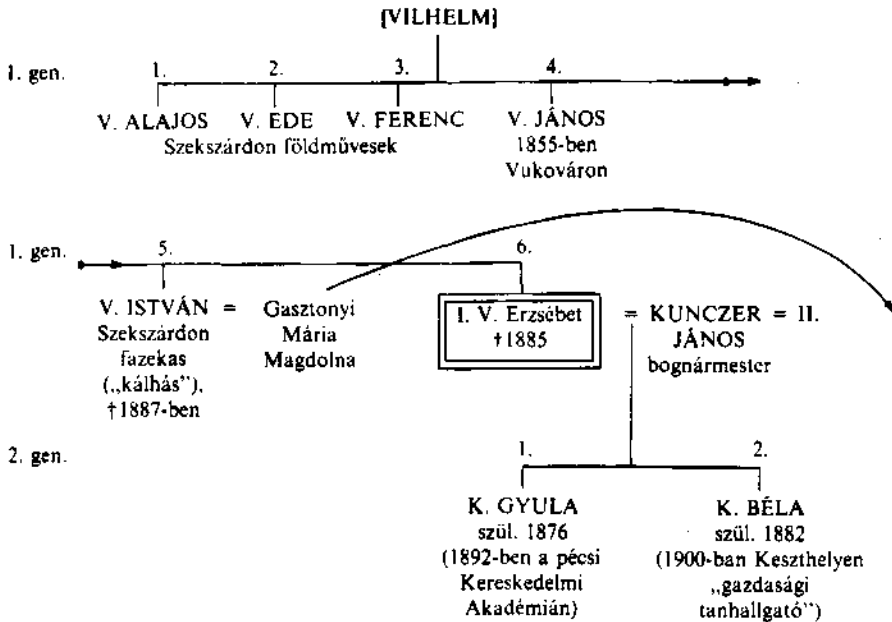 [VILHELM]
1. gen.
1. 2. 3. 4.
V. ALAJOS V. EDE V. FERENC V. JÁNOS
Szekszárdon földművesek 1855-ben
Vukováron
1. gen.
5. 6.
V. ISTVÁN = Gasztonyi
Szekszárdon Mária
fazekas Magdolna
(„kálhás”),
†1887-ben
I. V. Erzsébet = KUNCZER = II.
†1885 JÁNOS
bognármester
2. gen.
1. 2.
K. GYULA
szül. 1876
(1892-ben a pécsi
Kereskedelmi
Akadémián)
K. BÉLA
szül. 1882
(1900-ban Keszthelyen
„gazdasági
tanhallgató”)